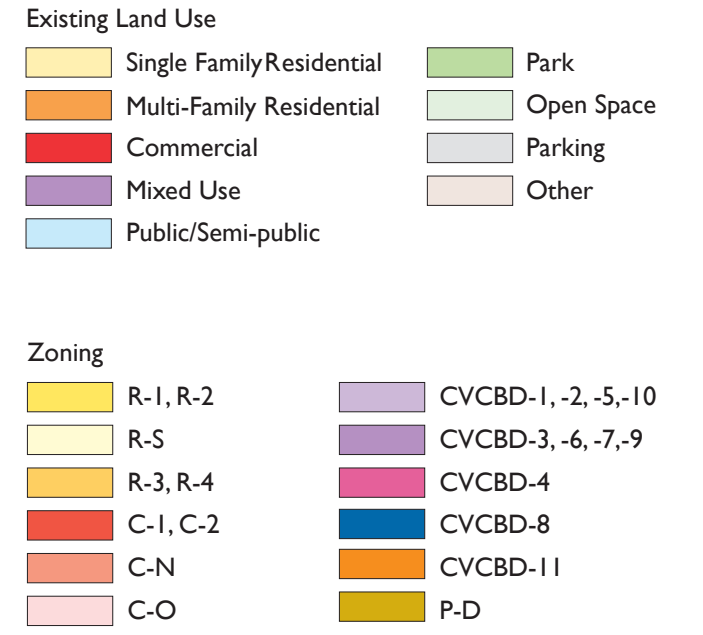 Existing Land Use
Single Family Residential
Multi-Family Residential
Commercial
Mixed Use
Public/Semi-public
Park
Open Space
Parking
Other
Zoning
R-1, R-2
R-S
R-3, R-4
C-1, C-2
C-N
C-O
CVCBD-1, -2, -5,-10
CVCBD-3, -6, -7,-9
CVCBD-4
CVCBD-8
CVCBD-11
P-D